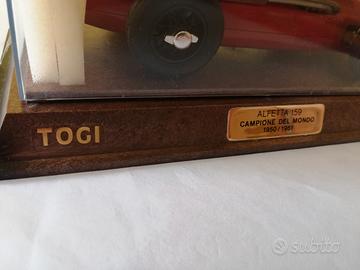 ALFETTA 159
CAMPIONE DEL MONDO
1950/1951
TOGI
subito